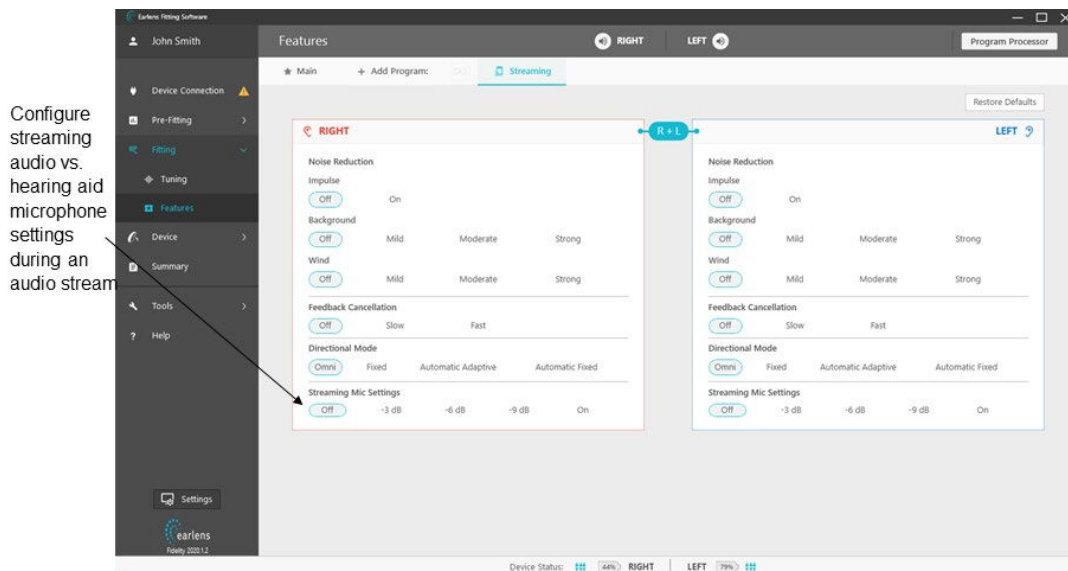 Earlens Fitting Software
John Smith
Features
RIGHT
LEFT
Program Processor
Main
+ Add Program:
Streaming
Restore Defaults
Device Connection
Pre-Fitting
Fitting
Tuning
Features
Device
Summary
Tools
? Help
Settings
earlens
Fidelity 2020.1.2
Configure
streaming
audio vs.
hearing aid
microphone
settings
during an
audio stream
RIGHT
R + L
LEFT
Noise Reduction
Impulse
Off On
Background
Off Mild Moderate Strong
Wind
Off Mild Moderate Strong
Feedback Cancellation
Off Slow Fast
Directional Mode
Omni Fixed Automatic Adaptive Automatic Fixed
Streaming Mic Settings
Off -3 dB -6 dB -9 dB On
Noise Reduction
Impulse
Off On
Background
Off Mild Moderate Strong
Wind
Off Mild Moderate Strong
Feedback Cancellation
Off Slow Fast
Directional Mode
Omni Fixed Automatic Adaptive Automatic Fixed
Streaming Mic Settings
Off -3 dB -6 dB -9 dB On
Device Status: 44% RIGHT LEFT 79%